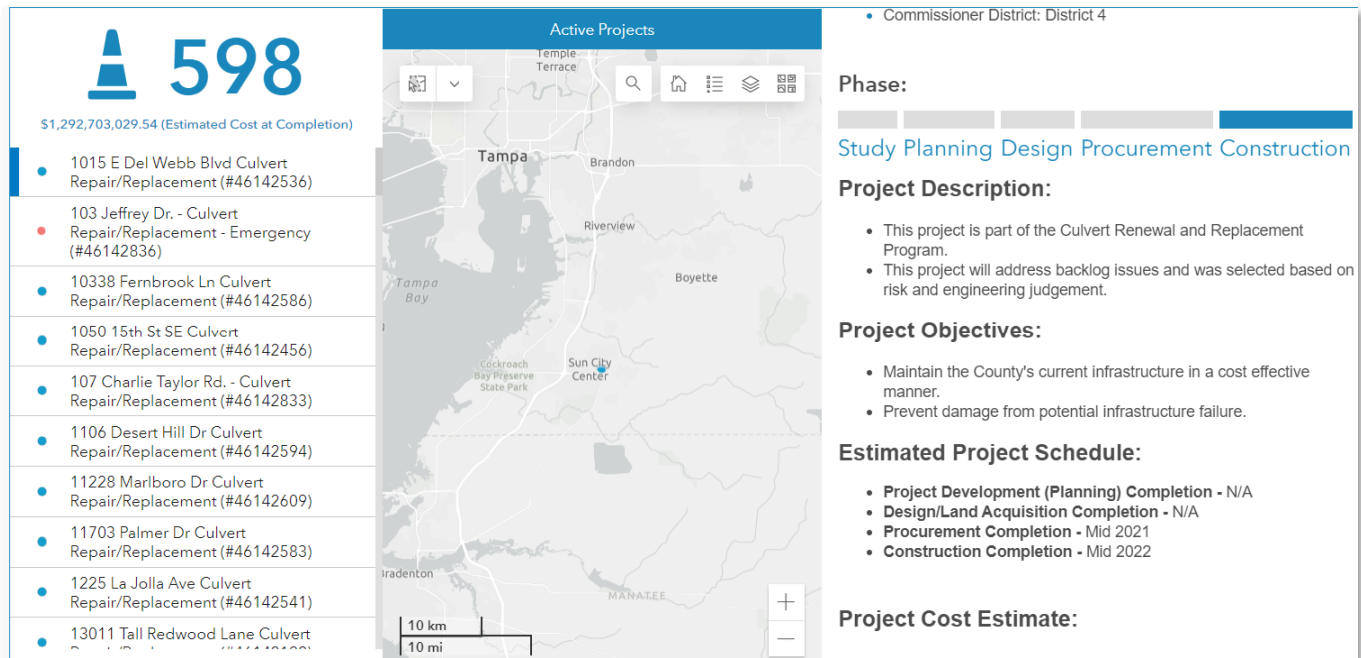 598
$1,292,703,029.54 (Estimated Cost at Completion)
1015 E Del Webb Blvd Culvert
Repair/Replacement (#46142536)
103 Jeffrey Dr. - Culvert
Repair/Replacement - Emergency
(#46142836)
10338 Fernbrook Ln Culvert
Repair/Replacement (#46142586)
1050 15th St SE Culvert
Repair/Replacement (#46142456)
107 Charlie Taylor Rd. - Culvert
Repair/Replacement (#46142833)
1106 Desert Hill Dr Culvert
Repair/Replacement (#46142594)
11228 Marlboro Dr Culvert
Repair/Replacement (#46142609)
11703 Palmer Dr Culvert
Repair/Replacement (#46142583)
1225 La Jolla Ave Culvert
Repair/Replacement (#46142541)
13011 Tall Redwood Lane Culvert
Active Projects
Temple
Terrace
Tampa
Brandon
Riverview
Boyette
Tampa
Bay
Cockroach
Bay Preserve
State Park
Sun City
Center
Bradenton
MANATEE
10 km
10 mi
• Commissioner District: District 4
Phase:
Study Planning Design Procurement Construction
Project Description:
• This project is part of the Culvert Renewal and Replacement
Program.
• This project will address backlog issues and was selected based on
risk and engineering judgement.
Project Objectives:
• Maintain the County's current infrastructure in a cost effective
manner.
• Prevent damage from potential infrastructure failure.
Estimated Project Schedule:
• Project Development (Planning) Completion - N/A
• Design/Land Acquisition Completion - N/A
• Procurement Completion - Mid 2021
• Construction Completion - Mid 2022
Project Cost Estimate: